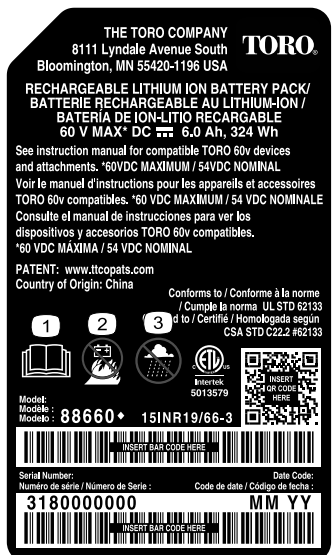 THE TORO COMPANY
8111 Lyndale Avenue South
Bloomington, MN 55420-1196 USA
TORO®
RECHARGEABLE LITHIUM ION BATTERY PACK/
BATTERIE RECHARGEABLE AU LITHIUM-ION /
BATERÍA DE ION-LITIO RECARGABLE
60 V MAX* DC 6.0 Ah, 324 Wh
See instruction manual for compatible TORO 60v devices
and attachments. *60VDC MAXIMUM / 54VDC NOMINAL
Voir le manuel d'instructions pour les appareils et accessoires
TORO 60v compatibles. *60 VDC MAXIMUM / 54 VDC NOMINALE
Consulte el manual de instrucciones para ver los
dispositivos y accesorios TORO 60v compatibles.
*60 VDC MÁXIMA / 54 VDC NOMINAL
PATENT: www.ttcopats.com
Country of Origin: China
Conforms to / Conforme à la norme
/ Cumple la norma UL STD 62133
d to / Certifié / Homologada según
CSA STD C22.2 #62133
1 2 3
c ETL us
Intertek
5013579
INSERT
QR CODE
HERE
Model:
Modèle :
Modelo : 88660 15INR19/66-3
INSERT BAR CODE HERE
Serial Number: Date Code:
Numéro de série / Número de Serie : Code de date / Código de fecha :
3180000000 MM YY
INSERT BAR CODE HERE